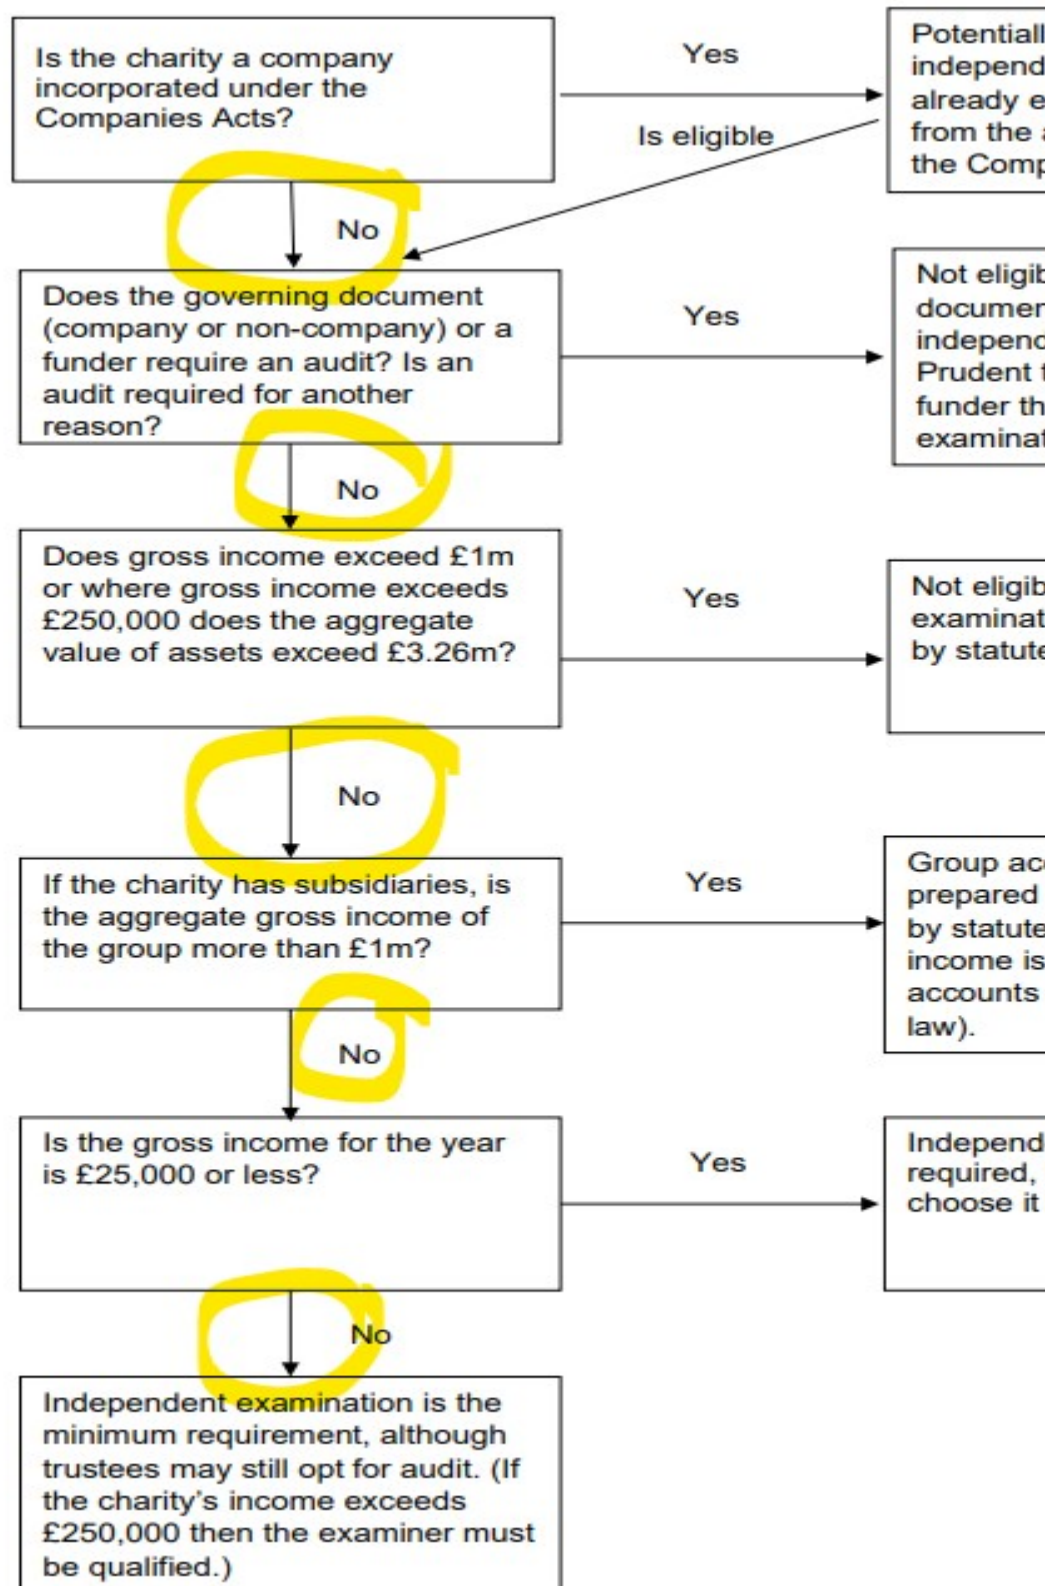 Is the charity a company
incorporated under the
Companies Acts?
Yes
Is eligible
from the
No
Does the governing document
(company or non-company) or a
funder require an audit? Is an
audit required for another
reason?
Yes
Not
Prudent
funder
No
Does gross income exceed £1m
or where gross income exceeds
£250,000 does the aggregate
value of assets exceed £3.26m?
Yes
Not
by
No
If the charity has subsidiaries, is
the aggregate gross income of
the group more than £1m?
Yes
Group
prepared
by statute
income is
accounts
law).
No
Is the gross income for the year
is £25,000 or less?
Yes
required,
choose it
No
Independent examination is the
minimum requirement, although
trustees may still opt for audit. (If
the charity’s income exceeds
£250,000 then the examiner must
be qualified.)